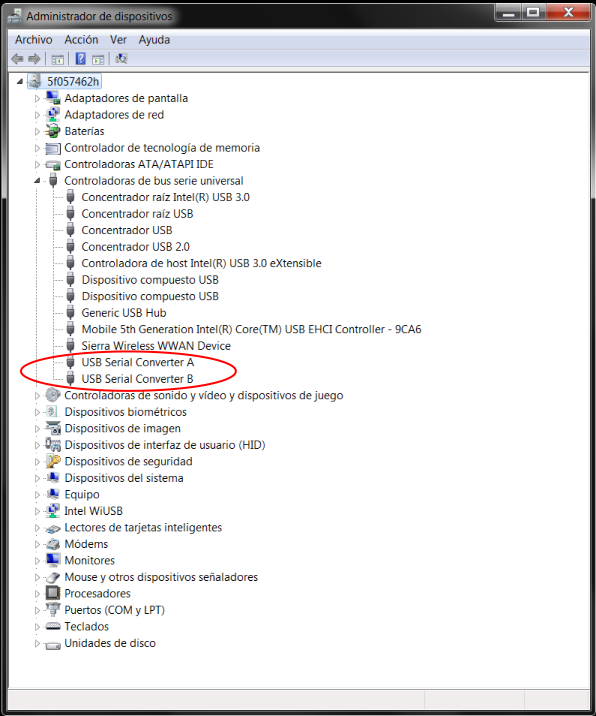 Administrador de dispositivos
Archivo Acción Ver Ayuda
5f057462h
Adaptadores de pantalla
Adaptadores de red
Baterías
Controlador de tecnología de memoria
Controladoras ATA/ATAPI IDE
Controladoras de bus serie universal
Concentrador raíz Intel(R) USB 3.0
Concentrador raíz USB
Concentrador USB
Concentrador USB 2.0
Controladora de host Intel(R) USB 3.0 eXtensible
Dispositivo compuesto USB
Dispositivo compuesto USB
Generic USB Hub
Mobile 5th Generation Intel(R) Core(TM) USB EHCI Controller - 9CA6
Sierra Wireless WWAN Device
USB Serial Converter A
USB Serial Converter B
Controladoras de sonido y vídeo y dispositivos de juego
Dispositivos biométricos
Dispositivos de imagen
Dispositivos de interfaz de usuario (HID)
Dispositivos de seguridad
Dispositivos del sistema
Equipo
Intel WiUSB
Lectores de tarjetas inteligentes
Módems
Monitores
Mouse y otros dispositivos señaladores
Procesadores
Puertos (COM y LPT)
Teclados
Unidades de disco